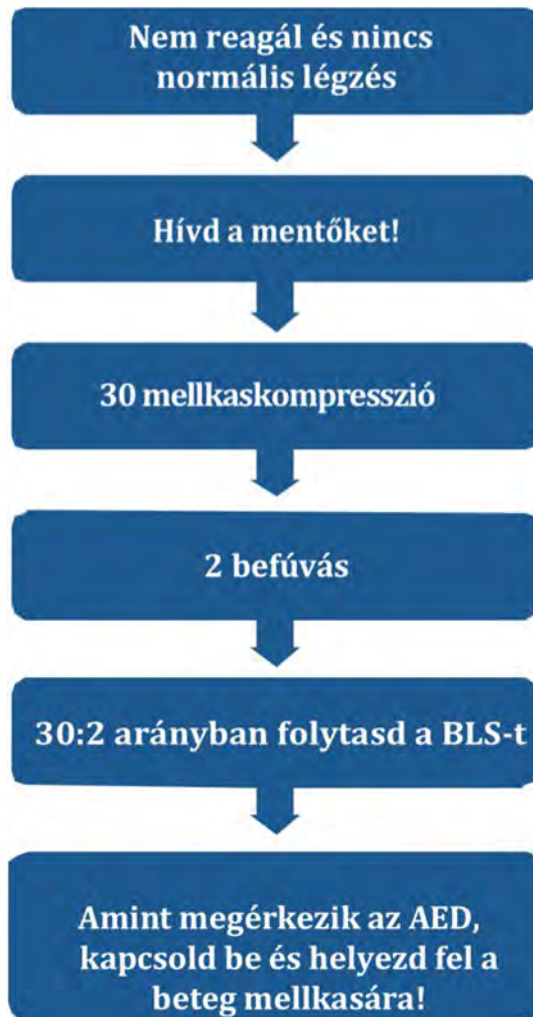 Nem reagál és nincs
normális légzés
Hívd a mentőket!
30 mellkaskompresszió
2 befúvás
30:2 arányban folytasd a BLS-t
Amint megérkezik az AED,
kapcsold be és helyezd fel a
beteg mellkasára!